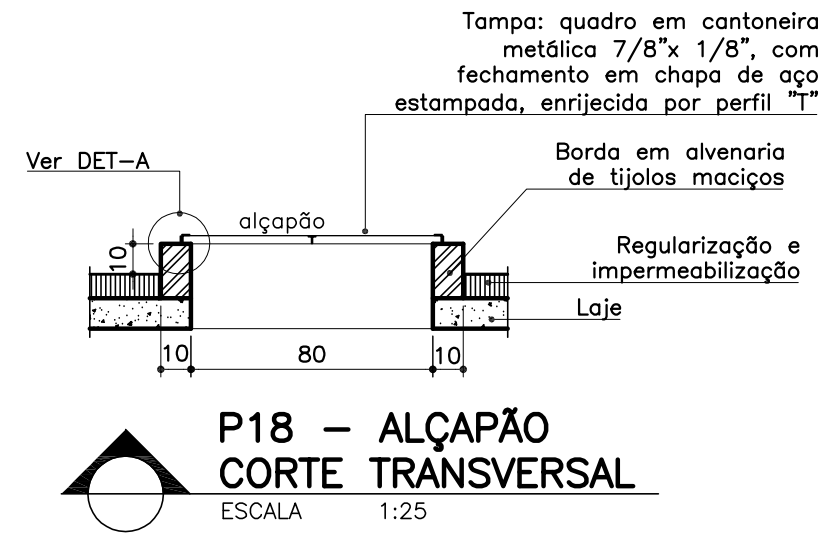 Tampa: quadro em cantoneira
metálica 7/8"x 1/8", com
fechamento em chapa de aço
estampada, enrijecida por perfil "T"
Ver DET-A
Borda em alvenaria
de tijolos maciços
alçapão
10
Regularização e
impermeabilização
Laje
10
80
10
P18 - ALÇAPÃO
CORTE TRANSVERSAL
ESCALA 1:25